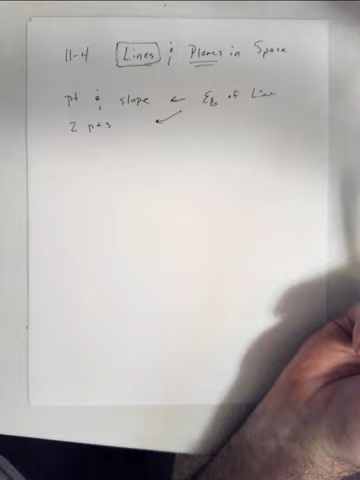 11-4 Lines & Planes in Space
pt & slope ← Eq of Line
2 pts ↙